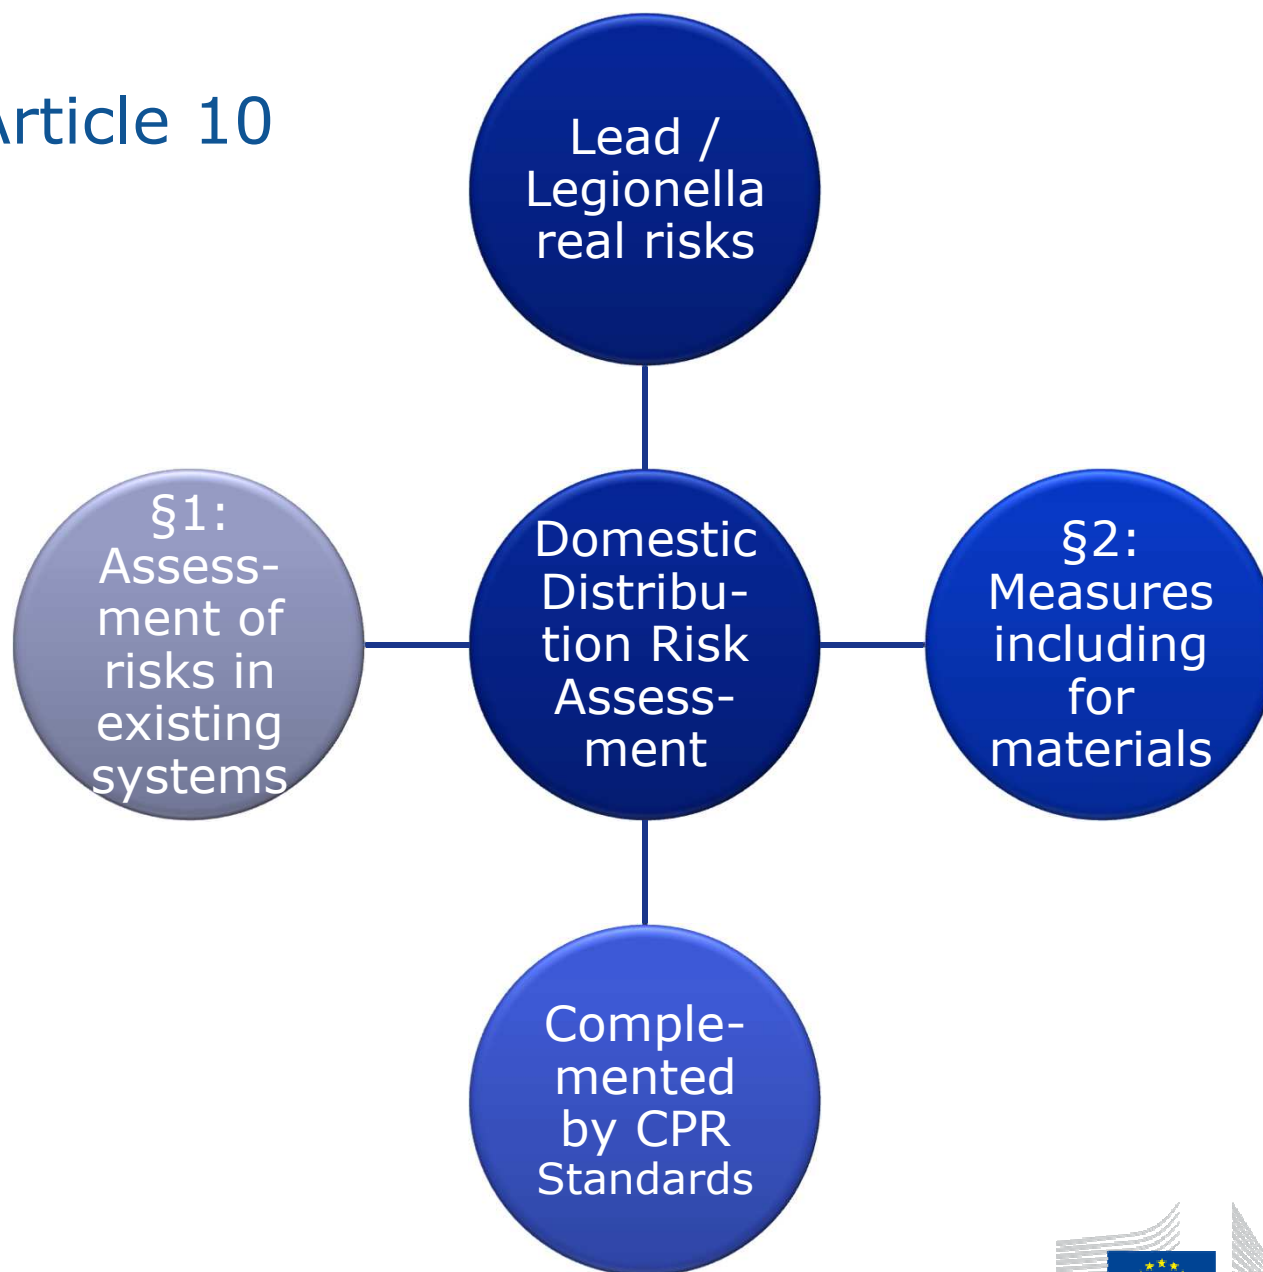 Article 10
Lead /
Legionella
real risks
§1:
Assess-
ment of
risks in
existing
systems
Domestic
Distribu-
tion Risk
Assess-
ment
§2:
Measures
including
for
materials
Comple-
mented
by CPR
Standards